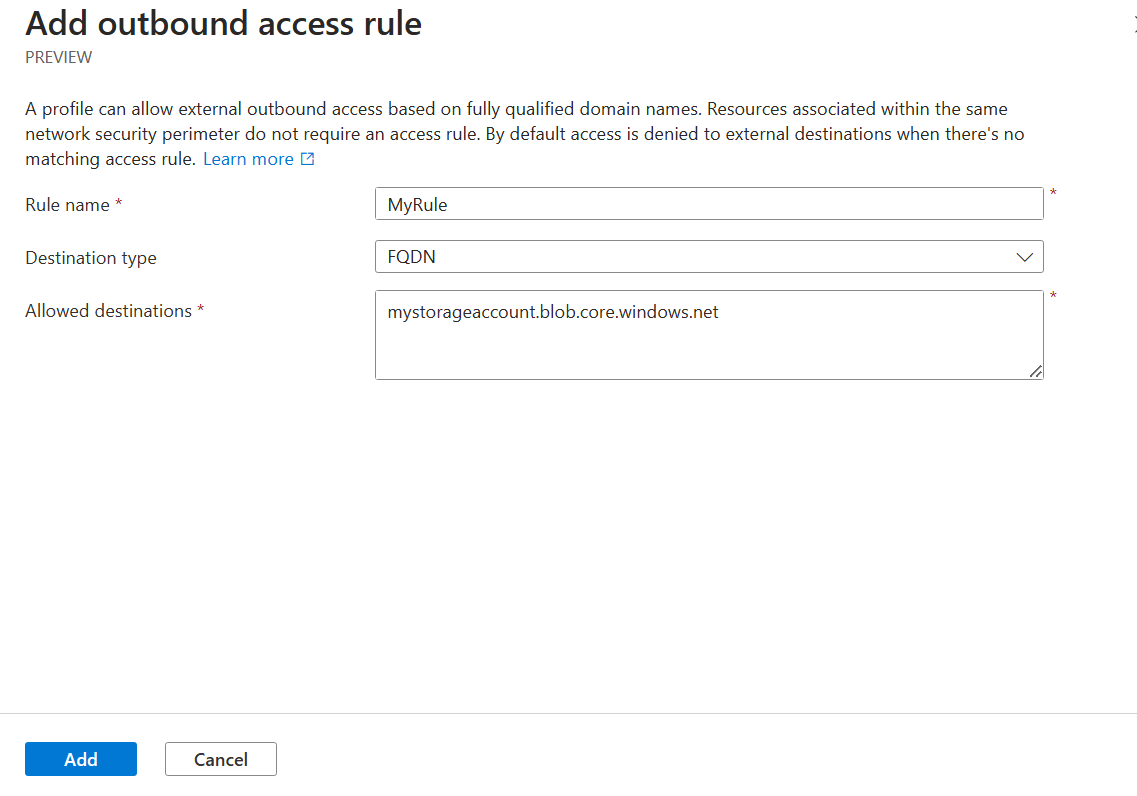 Add outbound access rule
PREVIEW
A profile can allow external outbound access based on fully qualified domain names. Resources associated within the same
network security perimeter do not require an access rule. By default access is denied to external destinations when there's no
matching access rule. Learn more
Rule name *
MyRule
*
Destination type
FQDN
Allowed destinations *
mystorageaccount.blob.core.windows.net
*
Add
Cancel